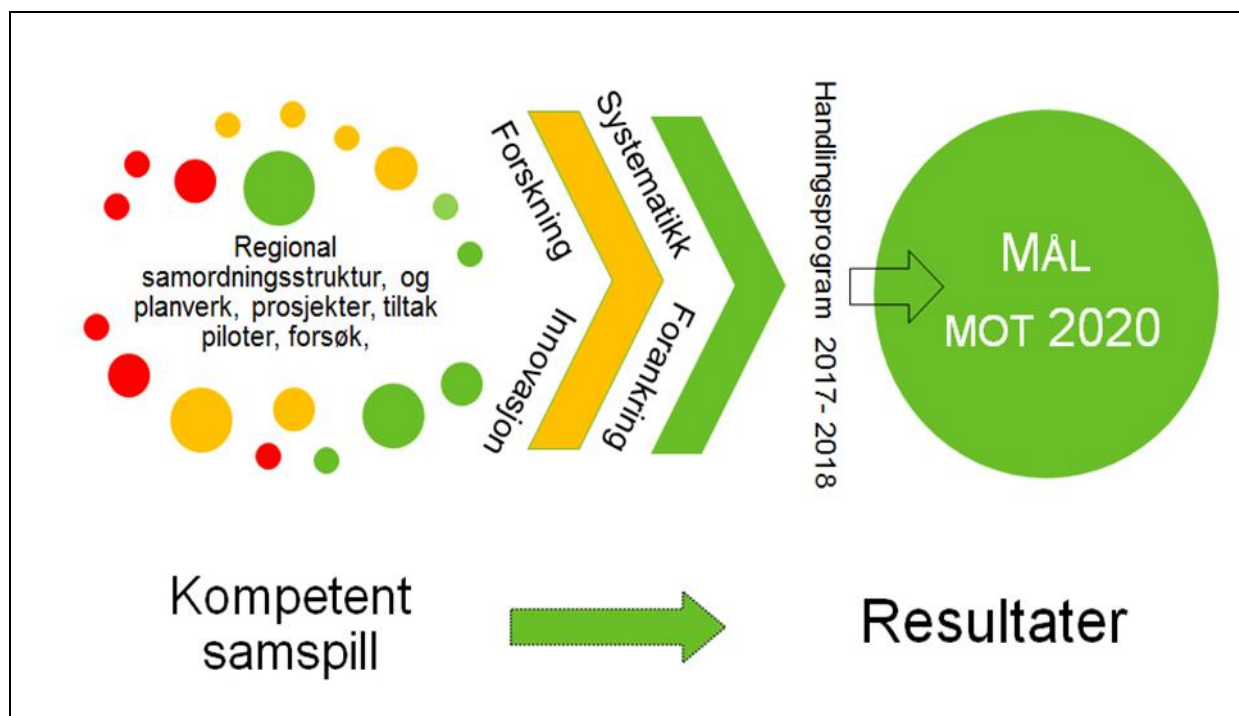 Regional
samordningsstruktur, og
planverk, prosjekter, tiltak
piloter, forsøk,
Forskning
Innovasjon
Systematikk
Forankring
Handlingsprogram 2017- 2018
MÅL
MOT 2020
Kompetent
samspill
Resultater